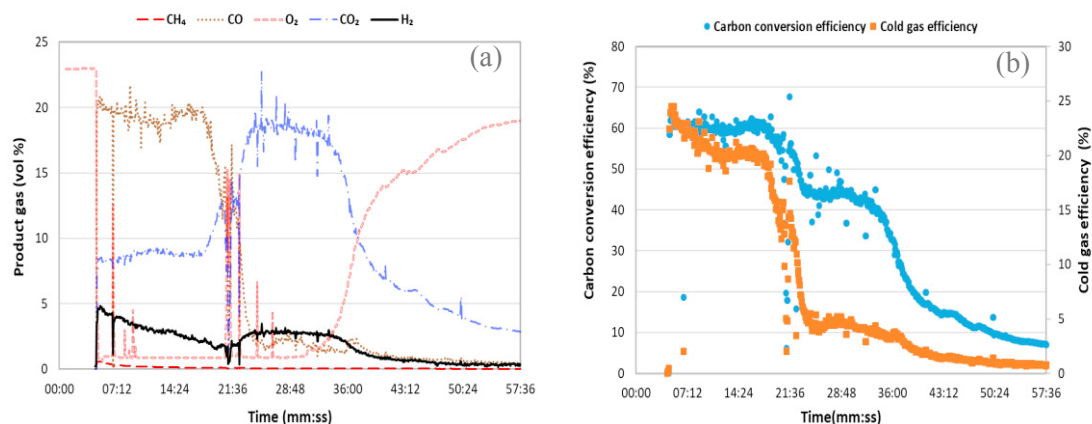 CH₄ CO O₂ CO₂ H₂
(a)
Product gas (vol %)
25
20
15
10
5
0
00:00 07:12 14:24 21:36 28:48 36:00 43:12 50:24 57:36
Time (mm:ss)
Carbon conversion efficiency Cold gas efficiency
(b)
Carbon conversion efficiency (%)
80
70
60
50
40
30
20
10
0
30
25
20
15
10
5
0
Cold gas efficiency (%)
00:00 07:12 14:24 21:36 28:48 36:00 43:12 50:24 57:36
Time(mm:ss)